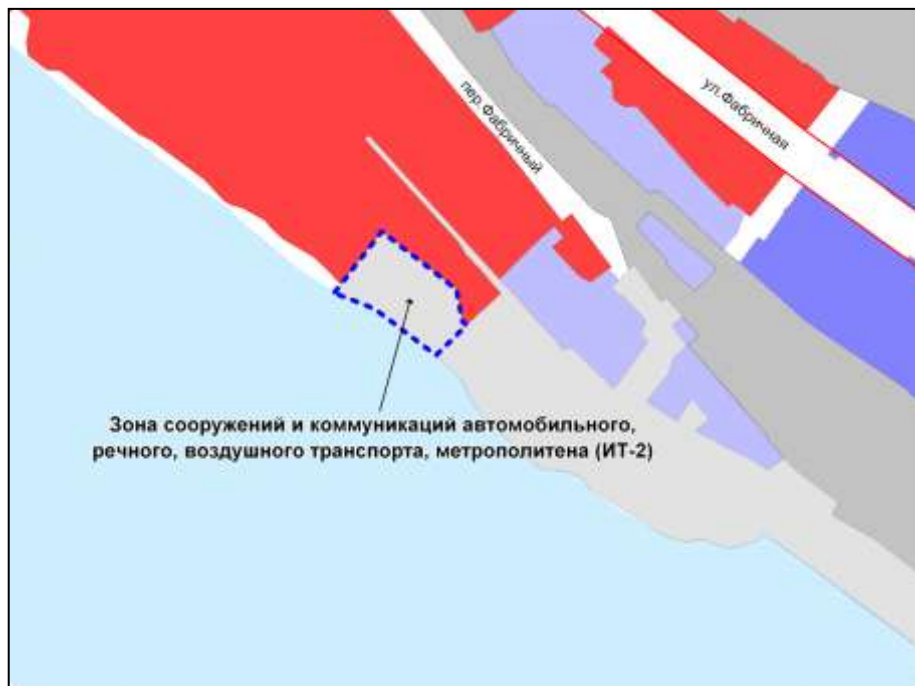 пер.Фабричный
ул.Фабричная
Зона сооружений и коммуникаций автомобильного,
речного, воздушного транспорта, метрополитена (ИТ-2)